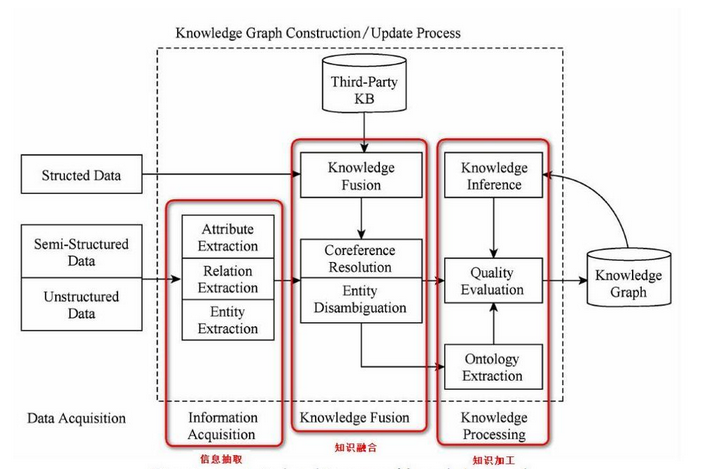 Knowledge Graph Construction/Update Process
Third-Party
KB
Structed Data
Knowledge
Fusion
Knowledge
Inference
Semi-Structured
Data
Unstructured
Data
Attribute
Extraction
Relation
Extraction
Entity
Extraction
Coreference
Resolution
Entity
Disambiguation
Quality
Evaluation
Knowledge
Graph
Ontology
Extraction
Data Acquisition
Information
Acquisition
Knowledge Fusion
Knowledge
Processing
信息抽取
知识融合
知识加工